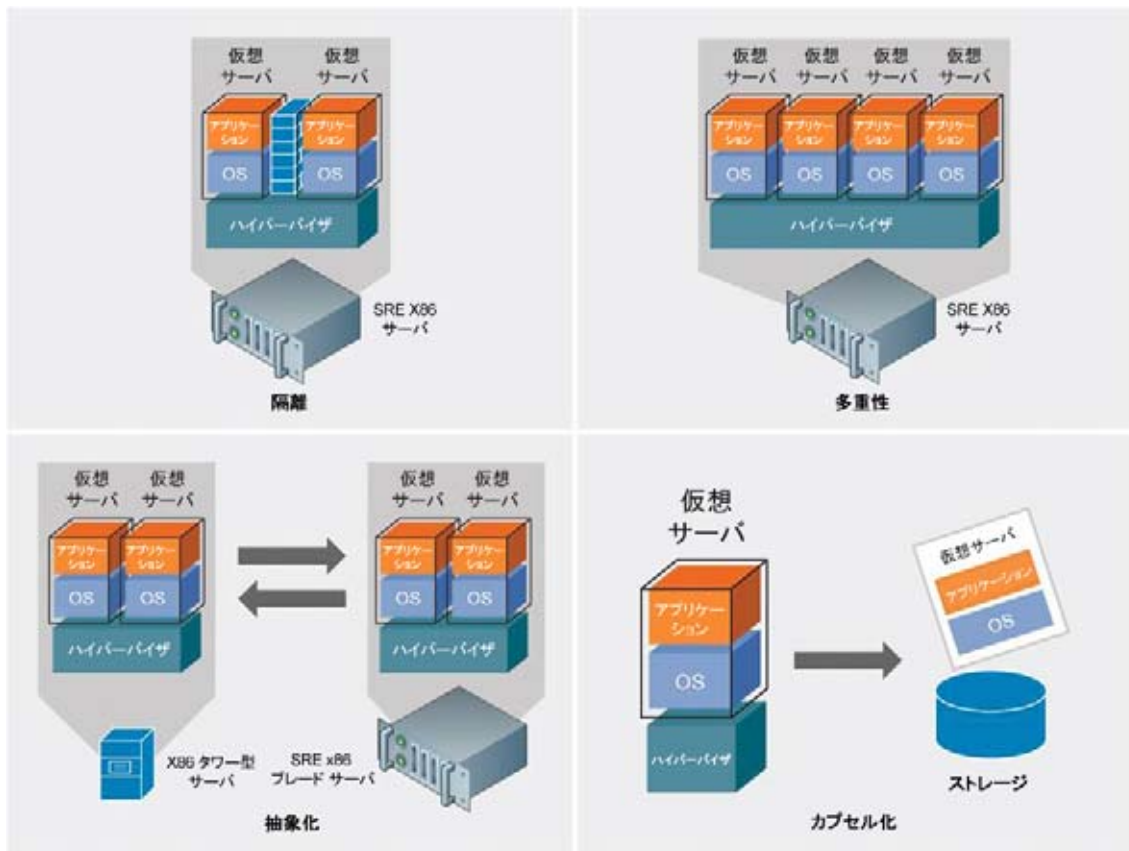 仮想
サーバ
仮想
サーバ
アプリケー
ション
アプリケー
ション
OS
OS
ハイパーバイザ
SRE X86
サーバ
隔離
仮想
サーバ
仮想
サーバ
仮想
サーバ
仮想
サーバ
アプリケー
ション
アプリケー
ション
アプリケー
ション
アプリケー
ション
OS
OS
OS
OS
ハイパーバイザ
SRE X86
サーバ
多重性
仮想
サーバ
仮想
サーバ
アプリケー
ション
アプリケー
ション
OS
OS
ハイパーバイザ
X86 タワー型
サーバ
仮想
サーバ
仮想
サーバ
アプリケー
ション
アプリケー
ション
OS
OS
ハイパーバイザ
SRE x86
ブレード サーバ
抽象化
仮想
サーバ
アプリケー
ション
OS
ハイパーバイザ
仮想サーバ
アプリケーション
OS
ストレージ
カプセル化